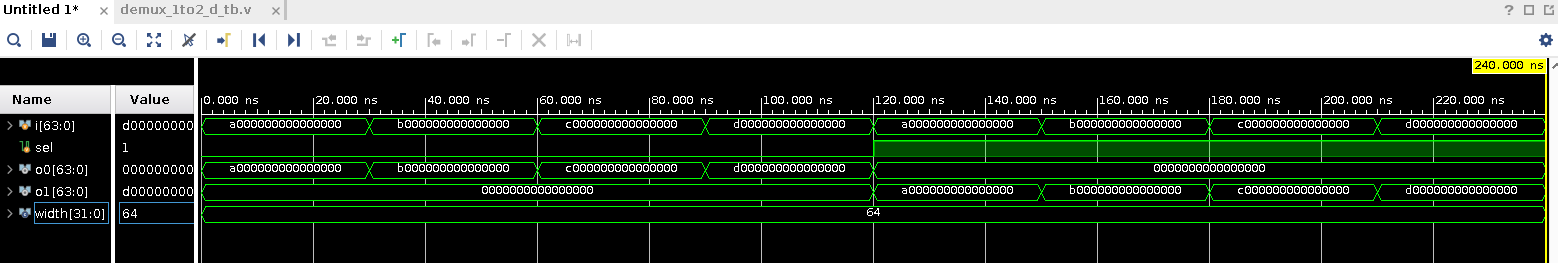 Untitled 1*  × demux_1to2_d_tb.v ×  ?
240.000 ns
Name Value 0.000 ns 20.000 ns 40.000 ns 60.000 ns 80.000 ns 100.000 ns 120.000 ns 140.000 ns 160.000 ns 180.000 ns 200.000 ns 220.000 ns
i[63:0] d00000000 a000000000000000 b000000000000000 c000000000000000 d000000000000000 a000000000000000 b000000000000000 c000000000000000 d000000000000000
sel 1
o0[63:0] 000000000 a000000000000000 b000000000000000 c000000000000000 d000000000000000 0000000000000000
o1[63:0] d00000000 0000000000000000 a000000000000000 b000000000000000 c000000000000000 d000000000000000
width[31:0] 64 64